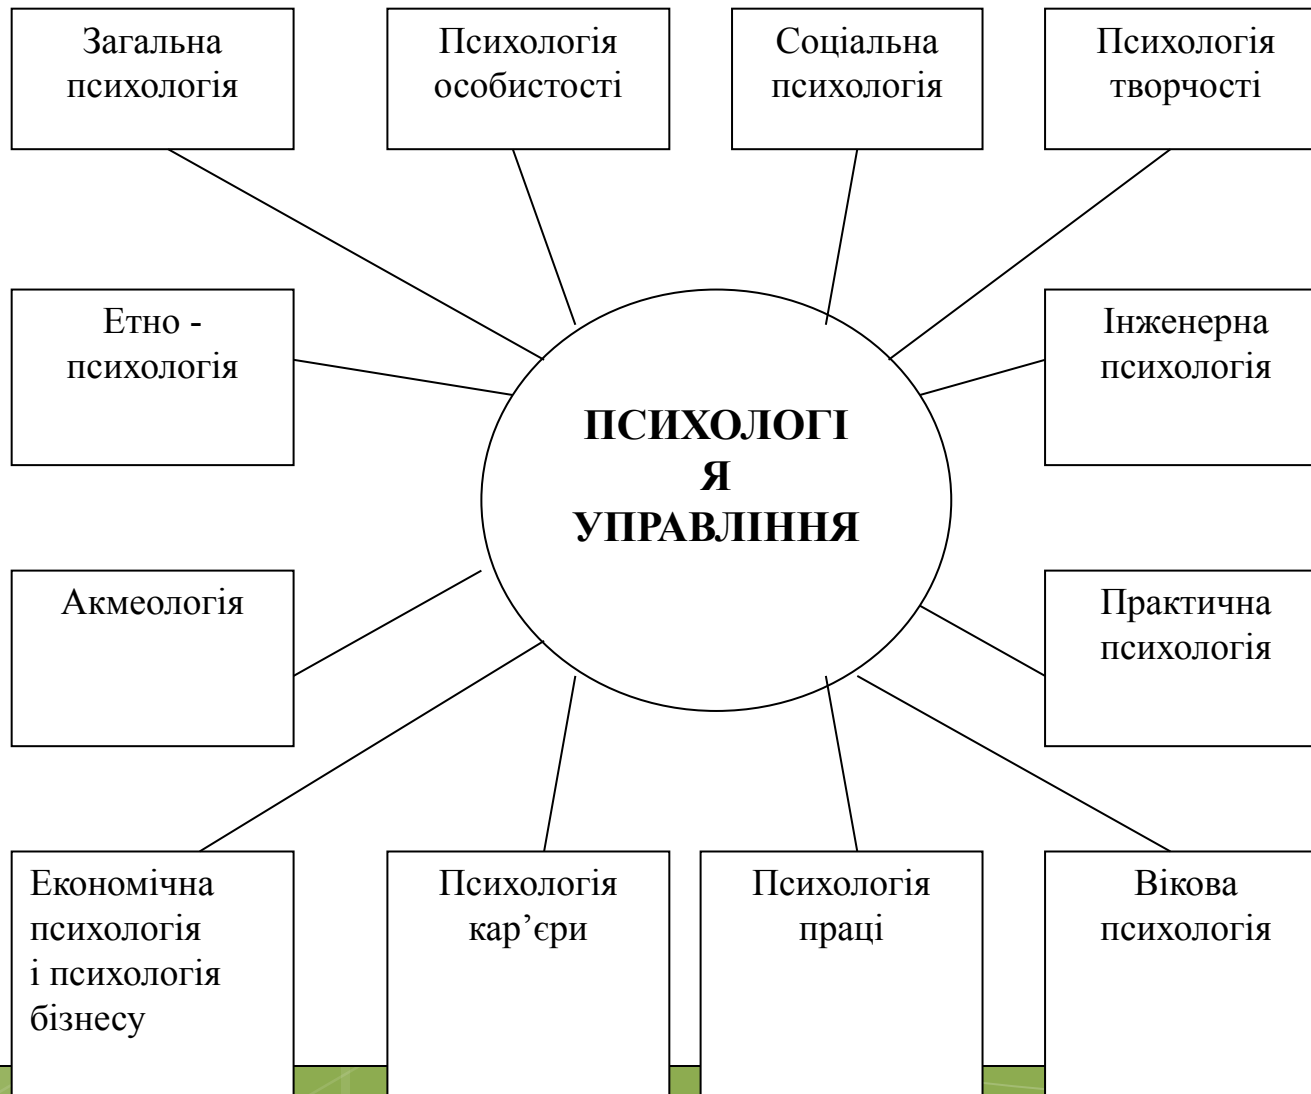 Загальна
психологія
Психологія
особистості
Соціальна
психологія
Психологія
творчості
Етно -
психологія
ПСИХОЛОГІ
Я
УПРАВЛІННЯ
Інженерна
психологія
Акмеологія
Практична
психологія
Економічна
психологія
і психологія
бізнесу
Психологія
кар’єри
Психологія
праці
Вікова
психологія